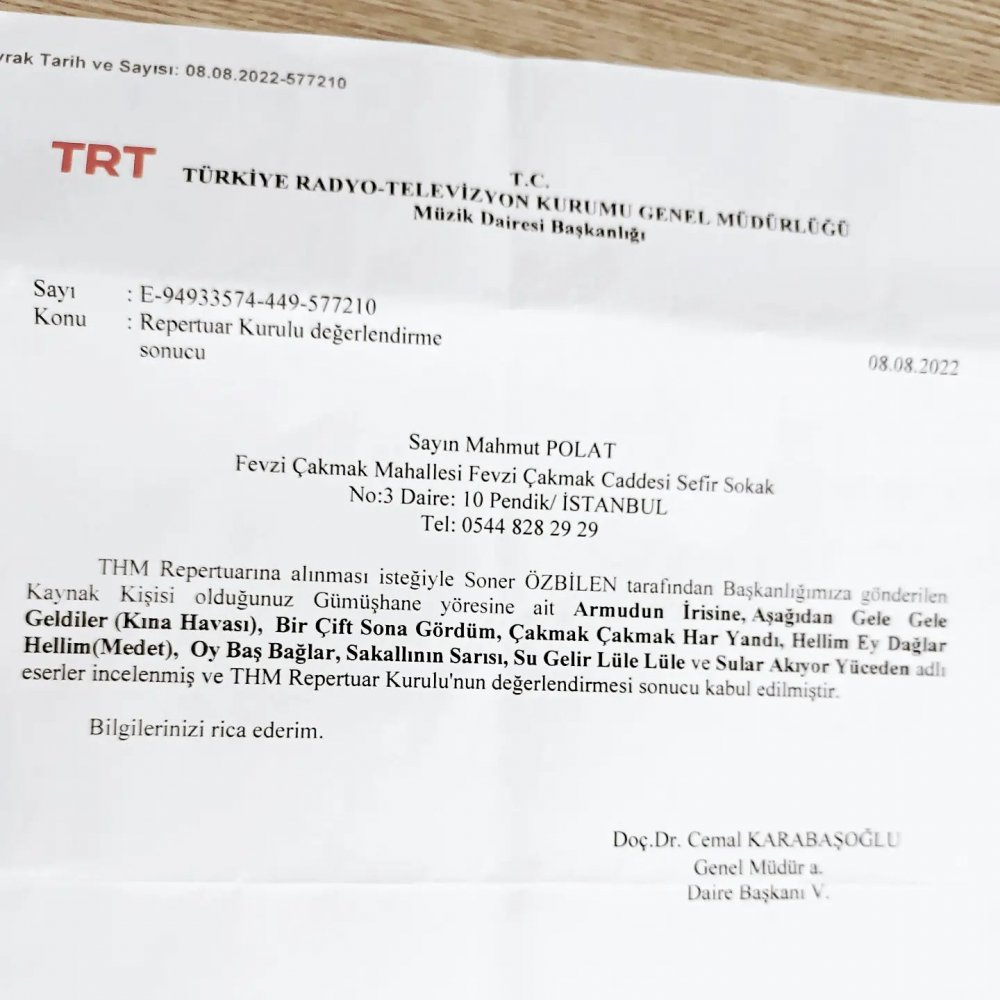 vrak Tarih ve Sayısı: 08.08.2022-577210
TRT
T.C.
TÜRKİYE RADYO-TELEVİZYON KURUMU GENEL MÜDÜRLÜĞÜ
Müzik Dairesi Başkanlığı
Sayı : E-94933574-449-577210
Konu : Repertuar Kurulu değerlendirme
sonucu
08.08.2022
Sayın Mahmut POLAT
Fevzi Çakmak Mahallesi Fevzi Çakmak Caddesi Sefir Sokak
No:3 Daire: 10 Pendik/ İSTANBUL
Tel: 0544 828 29 29
THM Repertuarına alınması isteğiyle Soner ÖZBİLEN tarafından Başkanlığımıza gönderilen
Kaynak Kişisi olduğunuz Gümüşhane yöresine ait Armudun İrisine, Aşağıdan Gele Gele
Geldiler (Kına Havası), Bir Çift Sona Gördüm, Çakmak Çakmak Har Yandı, Hellim Ey Dağlar
Hellim(Medet), Oy Baş Bağlar, Sakallının Sarısı, Su Gelir Lüle Lüle ve Sular Akıyor Yüceden adlı
eserler incelenmiş ve THM Repertuar Kurulu'nun değerlendirmesi sonucu kabul edilmiştir.
Bilgilerinizi rica ederim.
Doç.Dr. Cemal KARABAŞOĞLU
Genel Müdür a.
Daire Başkanı V.